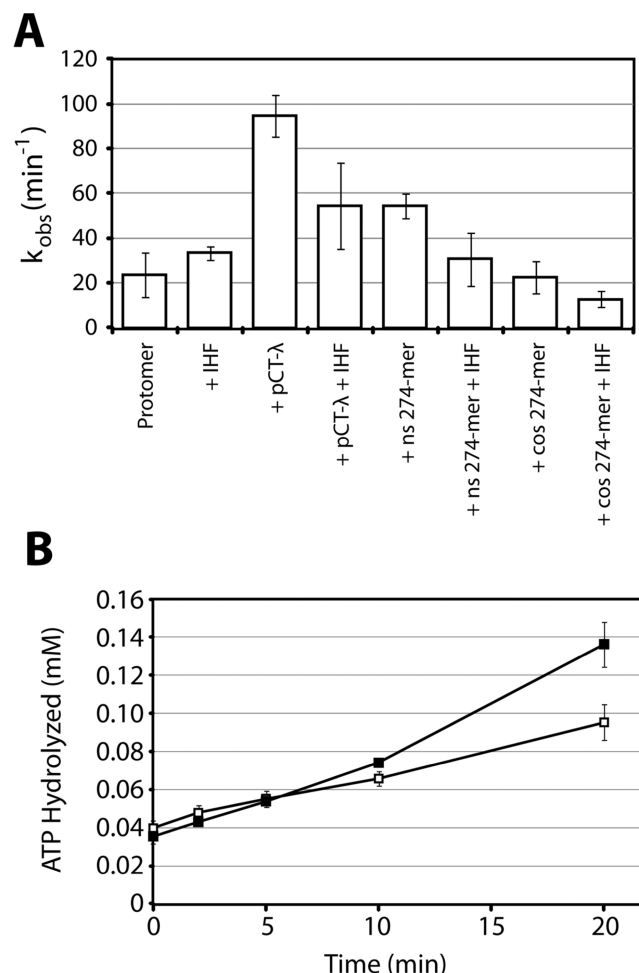 A
120
100
80
60
40
20
0
k_obs (min⁻¹)
Protomer
+ IHF
+ pCT-λ
+ pCT-λ + IHF
+ ns 274-mer
+ ns 274-mer + IHF
+ cos 274-mer
+ cos 274-mer + IHF
B
0.16
0.14
0.12
0.10
0.08
0.06
0.04
0.02
0
ATP Hydrolyzed (mM)
0 5 10 15 20
Time (min)